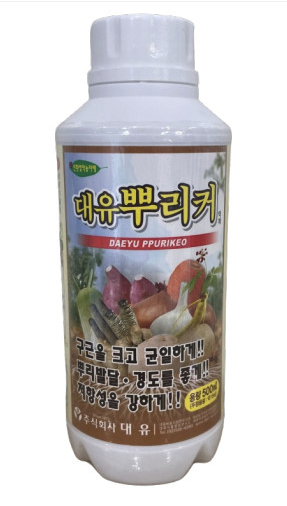 대유뿌리커
DAEYU PPURIKEO
구근을 크고 균일하게!!
뿌리발달·경도를 좋게!!
저항성을 강하게!!
용량 500ml
주식회사 대유